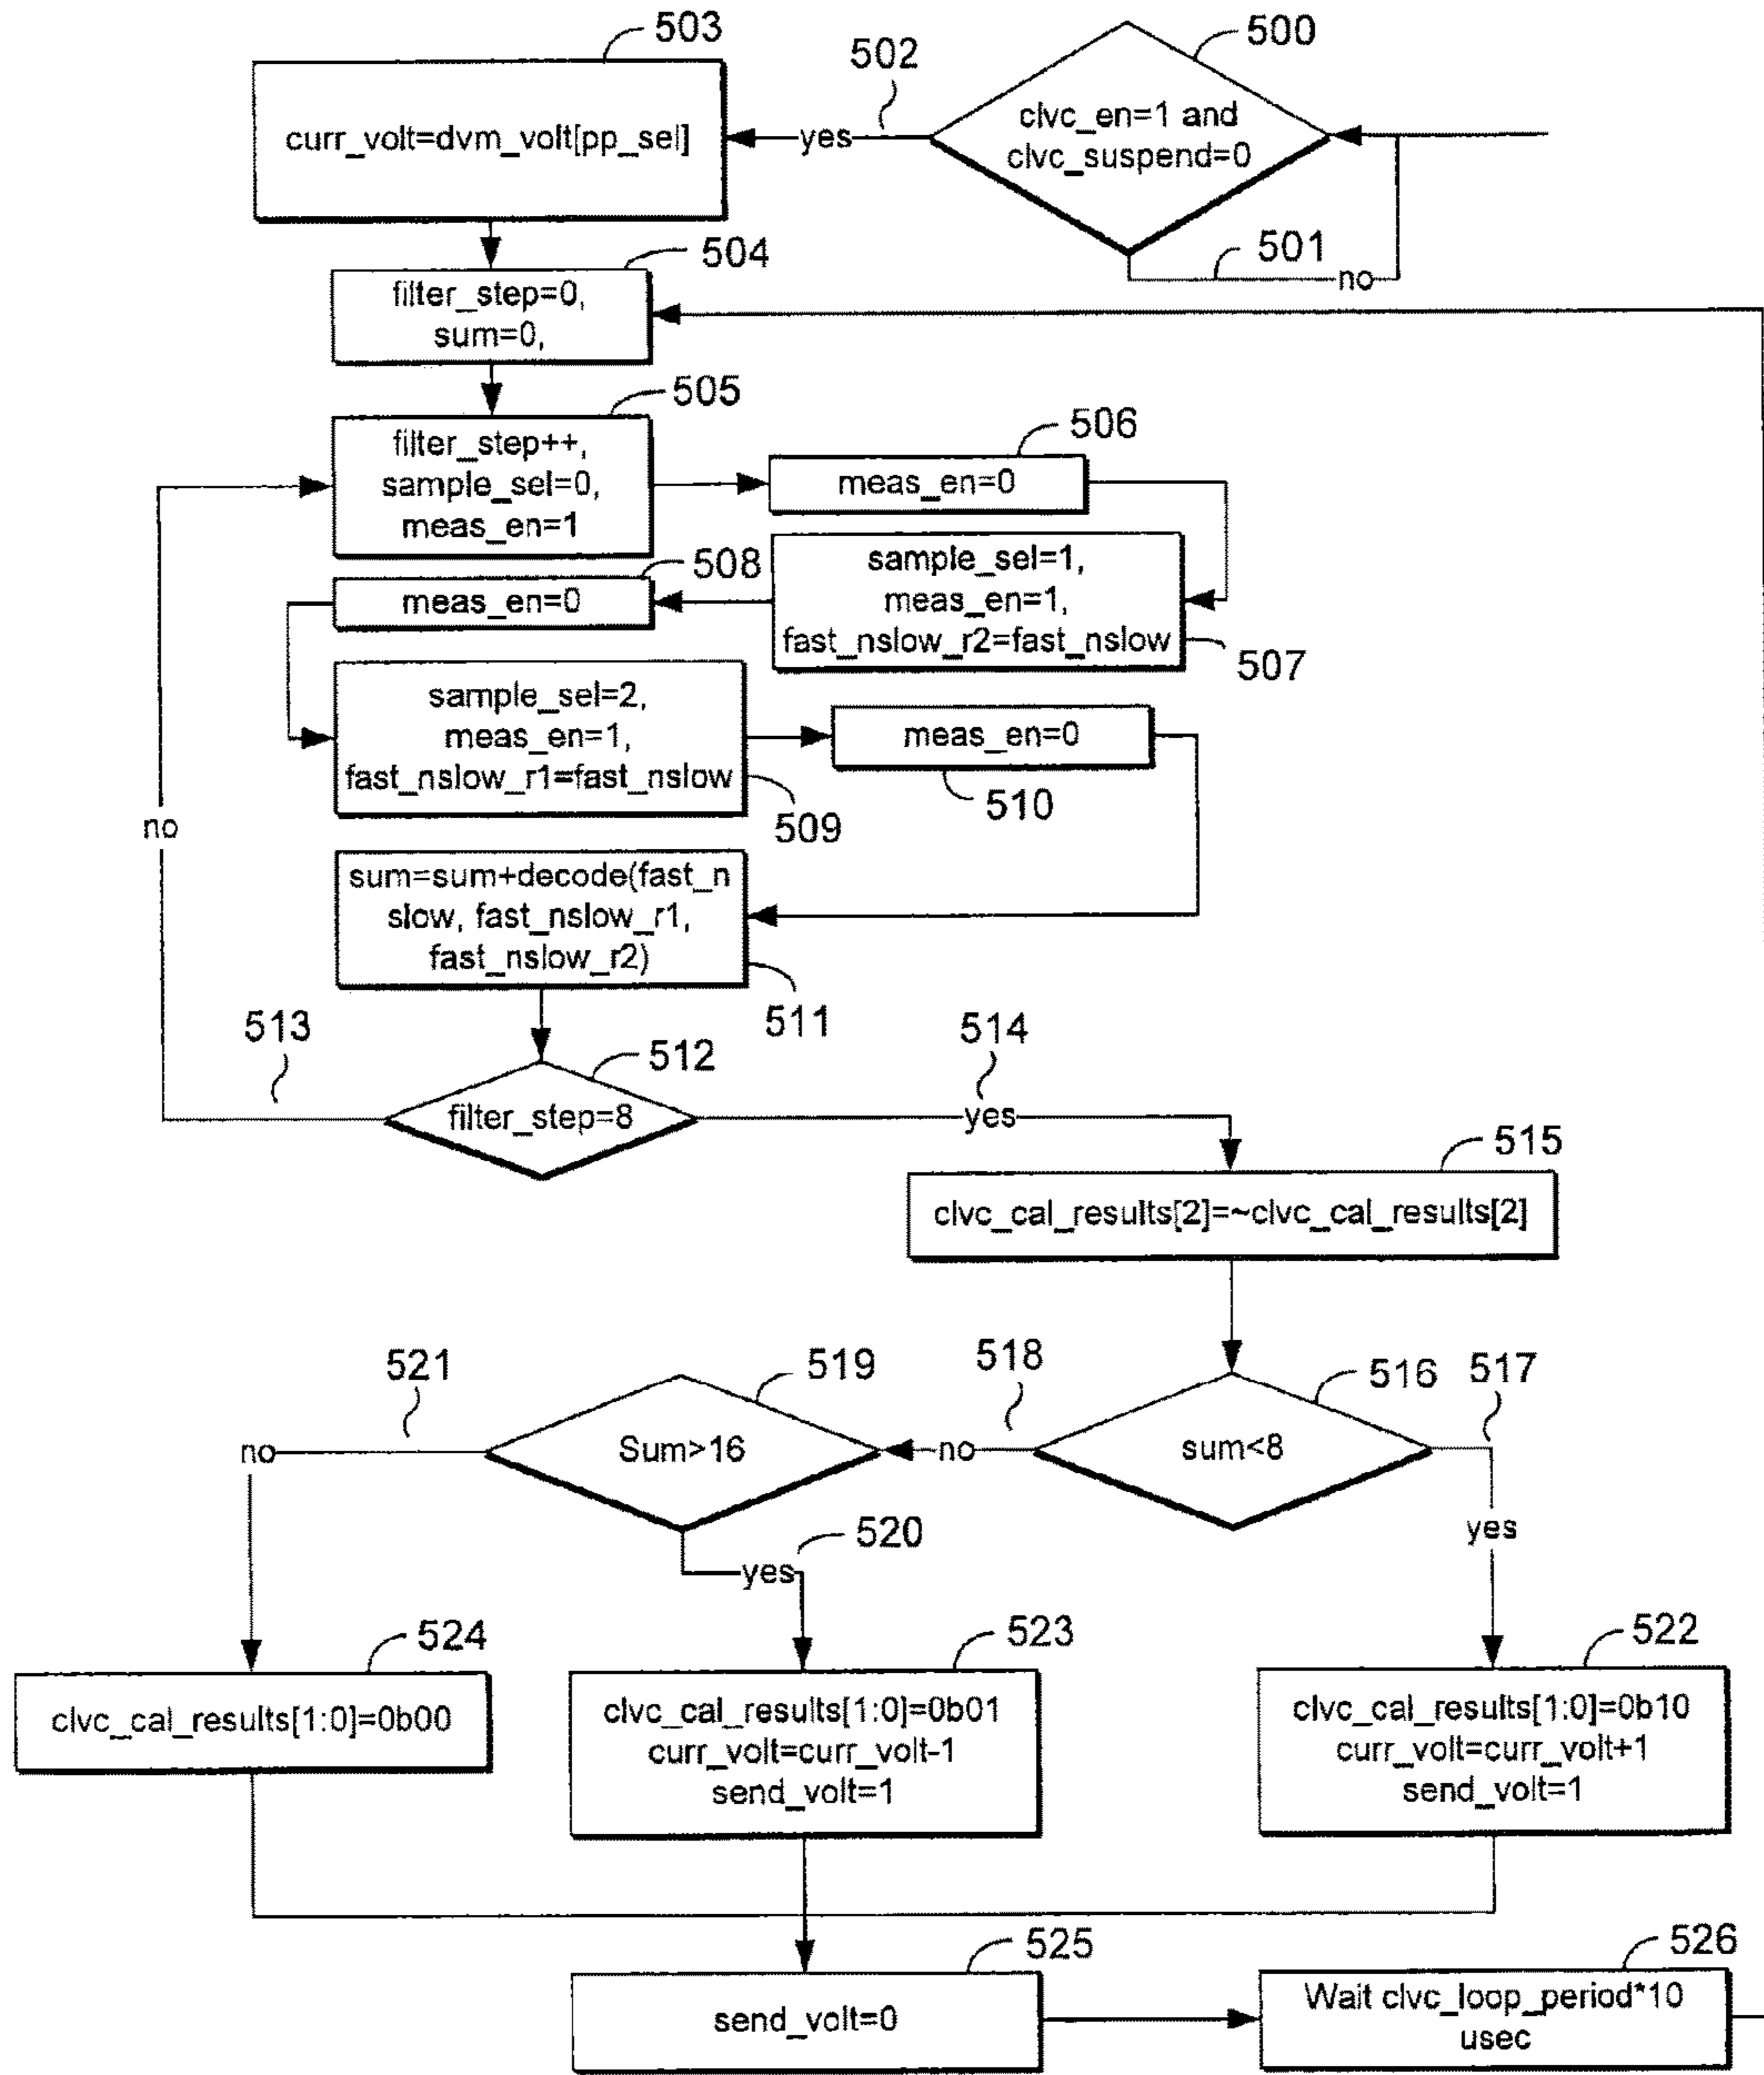 503
502
500
curr_volt=dvm_volt[pp_sel]
yes
clvc_en=1 and
clvc_suspend=0
501
no
504
filter_step=0,
sum=0,
505
filter_step++,
sample_sel=0,
meas_en=1
506
meas_en=0
508
meas_en=0
sample_sel=1,
meas_en=1,
fast_nslow_r2=fast_nslow
507
sample_sel=2,
meas_en=1,
fast_nslow_r1=fast_nslow
509
meas_en=0
510
no
sum=sum+decode(fast_n
slow, fast_nslow_r1,
fast_nslow_r2)
511
513
512
514
filter_step=8
yes
515
clvc_cal_results[2]=~clvc_cal_results[2]
521
519
518
516
517
no
Sum>16
no
sum<8
yes
520
yes
524
clvc_cal_results[1:0]=0b00
523
clvc_cal_results[1:0]=0b01
curr_volt=curr_volt-1
send_volt=1
522
clvc_cal_results[1:0]=0b10
curr_volt=curr_volt+1
send_volt=1
525
send_volt=0
526
Wait clvc_loop_period*10
usec